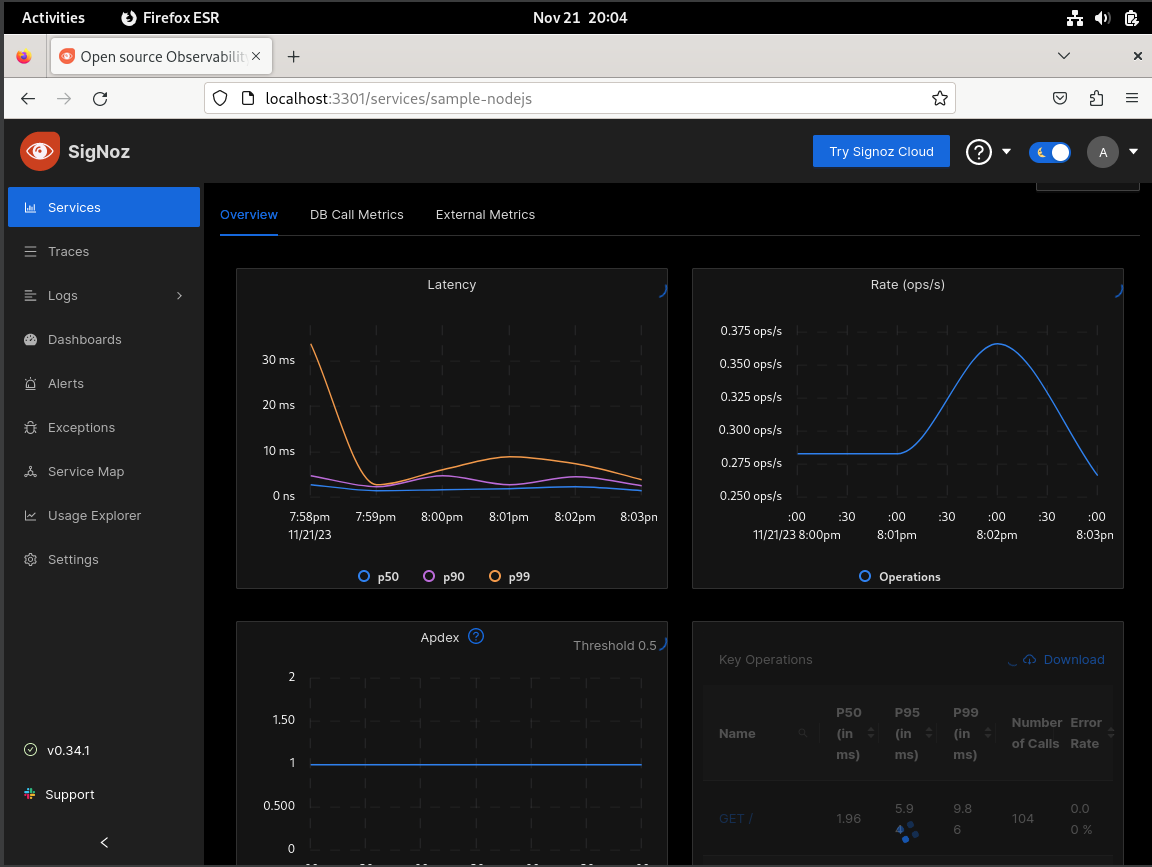 Activities
Firefox ESR
Nov 21 20:04
Open source Observability
localhost:3301/services/sample-nodejs
SigNoz
Try Signoz Cloud
A
Services
Traces
Logs
Dashboards
Alerts
Exceptions
Service Map
Usage Explorer
Settings
v0.34.1
Support
Overview
DB Call Metrics
External Metrics
Latency
30 ms
20 ms
10 ms
0 ns
7:58pm 7:59pm 8:00pm 8:01pm 8:02pm 8:03pn
11/21/23
p50 p90 p99
Rate (ops/s)
0.375 ops/s
0.350 ops/s
0.325 ops/s
0.300 ops/s
0.275 ops/s
0.250 ops/s
:00 :30 :00 :30 :00 :30 :00
11/21/23 8:00pm 8:01pm 8:02pm 8:03pn
Operations
Apdex
Threshold 0.5
2
1.50
1
0.500
0
Key Operations
Download
Name
P50 (in ms)
P95 (in ms)
P99 (in ms)
Number of Calls
Error Rate
GET /
1.96
5.9
4
9.8
6
104
0.0
0 %